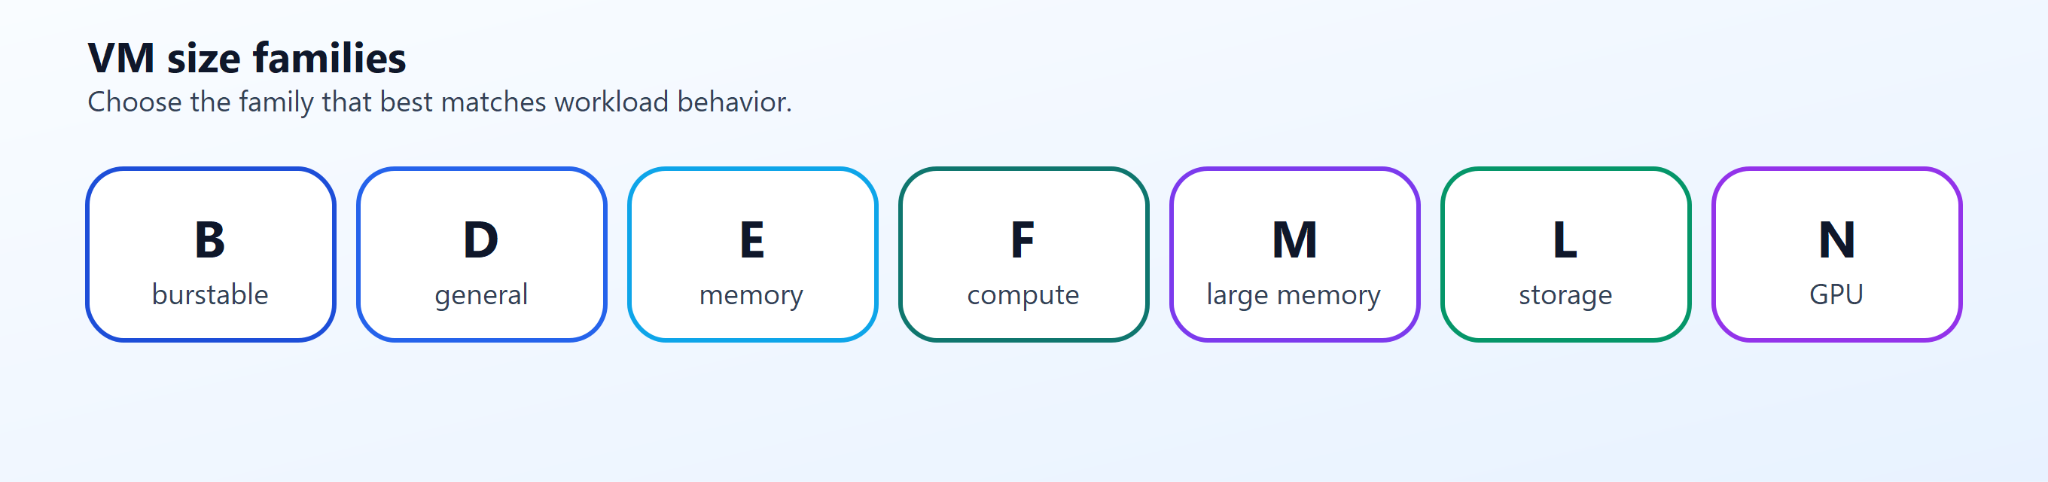 VM size families
Choose the family that best matches workload behavior.
B
burstable
D
general
E
memory
F
compute
M
large memory
L
storage
N
GPU